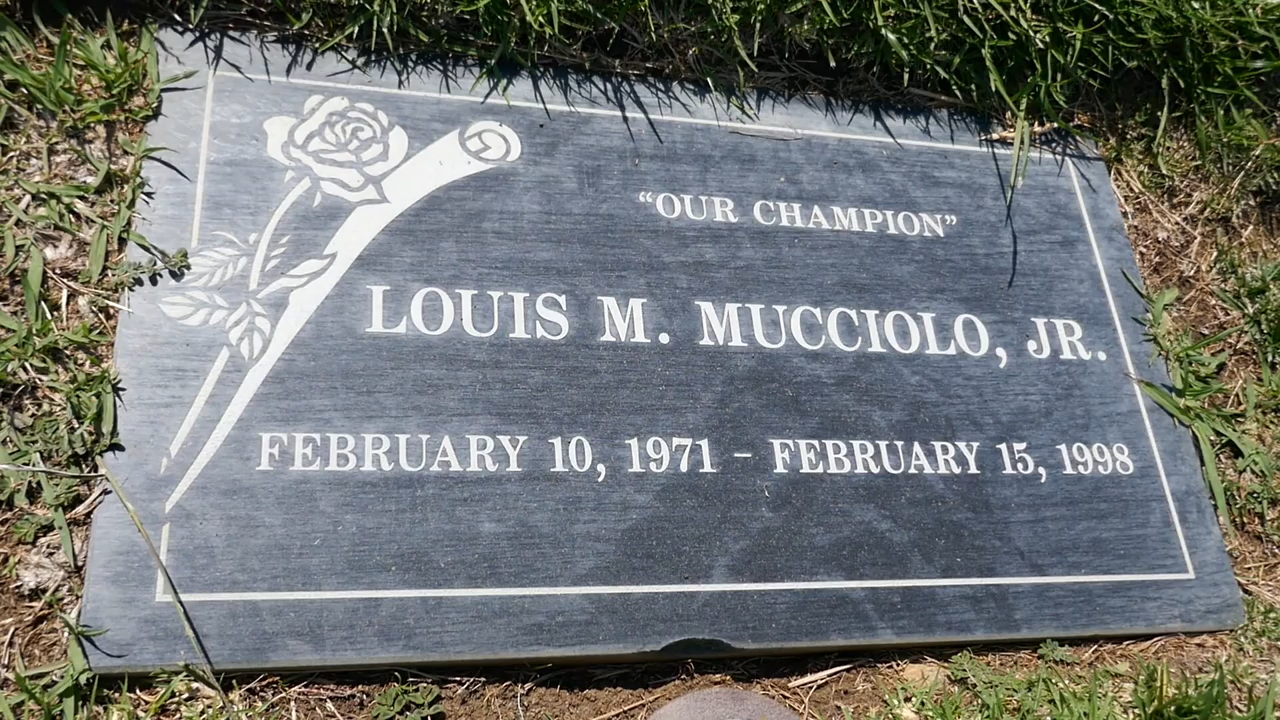 “OUR CHAMPION”
LOUIS M. MUCCIOLO, JR.
FEBRUARY 10, 1971 – FEBRUARY 15, 1998